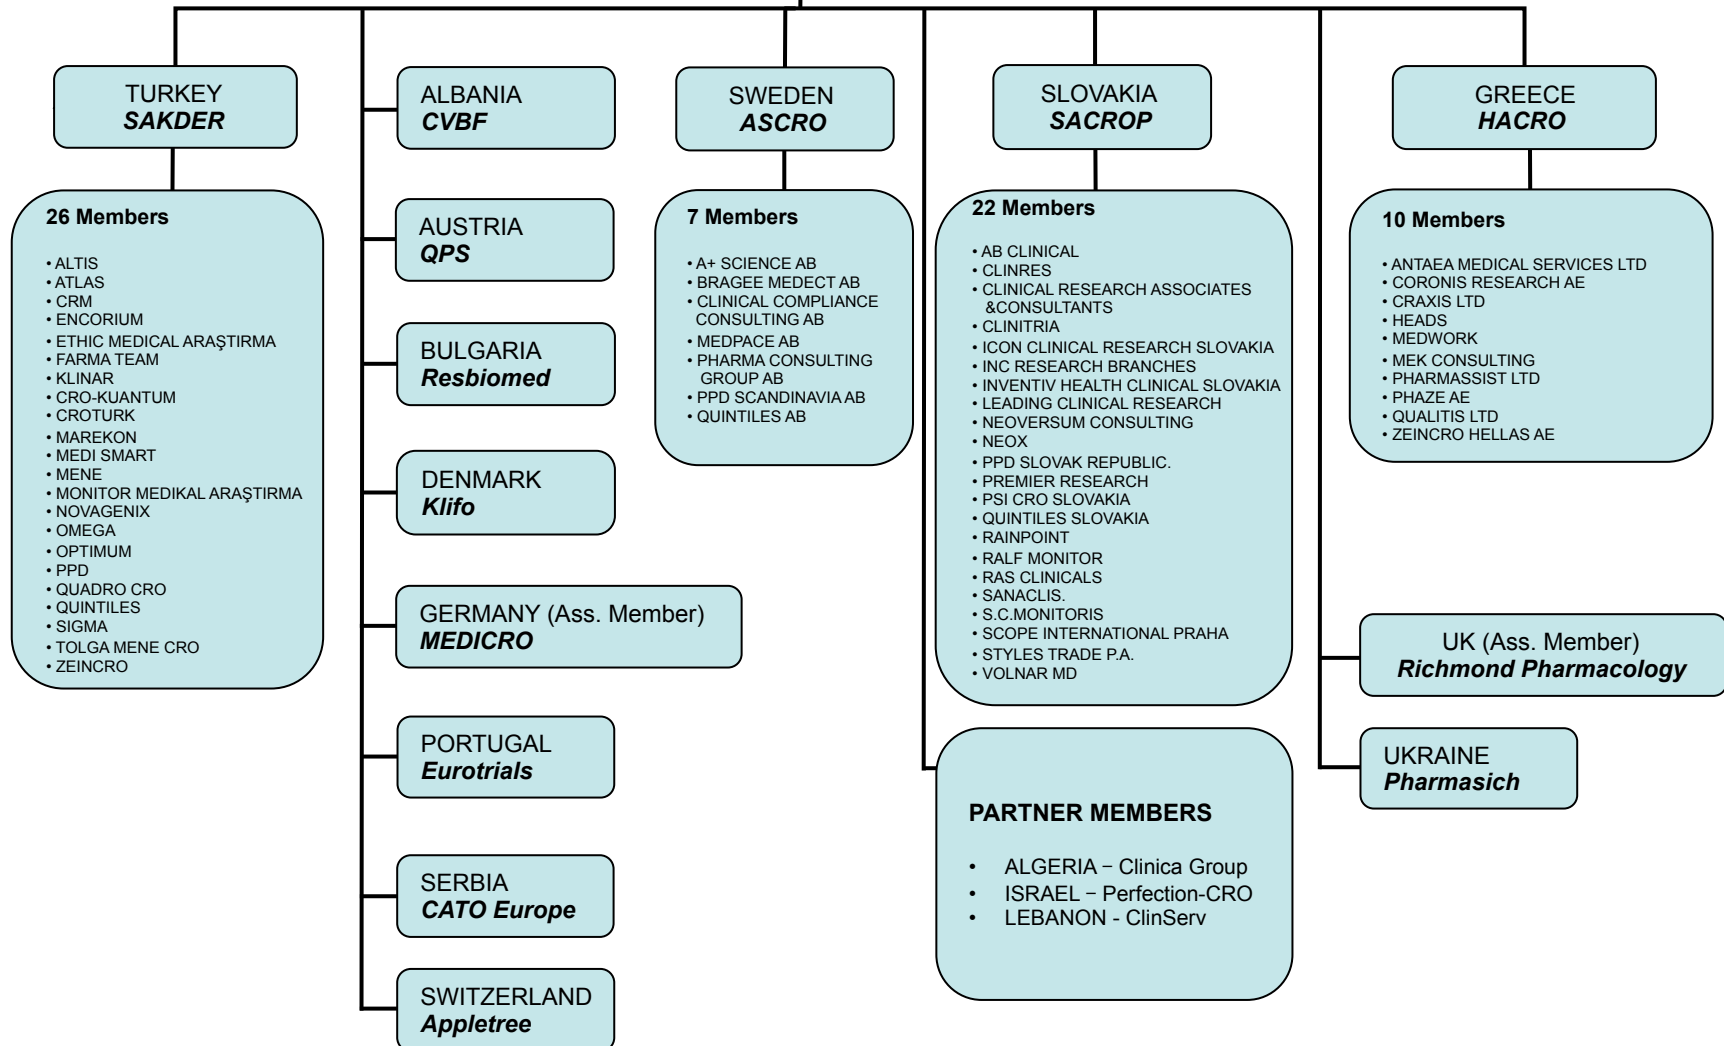 TURKEY
SAKDER
26 Members
• ALTIS
• ATLAS
• CRM
• ENCORIUM
• ETHIC MEDICAL ARAŞTIRMA
• FARMA TEAM
• KLINAR
• CRO-KUANTUM
• CROTURK
• MAREKON
• MEDI SMART
• MENE
• MONITOR MEDIKAL ARAŞTIRMA
• NOVAGENIX
• OMEGA
• OPTIMUM
• PPD
• QUADRO CRO
• QUINTILES
• SIGMA
• TOLGA MENE CRO
• ZEINCRO
ALBANIA
CVBF
AUSTRIA
QPS
BULGARIA
Resbiomed
DENMARK
Klifo
GERMANY (Ass. Member)
MEDICRO
PORTUGAL
Eurotrials
SERBIA
CATO Europe
SWITZERLAND
Appletree
SWEDEN
ASCRO
7 Members
• A+ SCIENCE AB
• BRAGEE MEDECT AB
• CLINICAL COMPLIANCE
CONSULTING AB
• MEDPACE AB
• PHARMA CONSULTING
GROUP AB
• PPD SCANDINAVIA AB
• QUINTILES AB
SLOVAKIA
SACROP
22 Members
• AB CLINICAL
• CLINRES
• CLINICAL RESEARCH ASSOCIATES
&CONSULTANTS
• CLINITRIA
• ICON CLINICAL RESEARCH SLOVAKIA
• INC RESEARCH BRANCHES
• INVENTIV HEALTH CLINICAL SLOVAKIA
• LEADING CLINICAL RESEARCH
• NEOVERSUM CONSULTING
• NEOX
• PPD SLOVAK REPUBLIC.
• PREMIER RESEARCH
• PSI CRO SLOVAKIA
• QUINTILES SLOVAKIA
• RAINPOINT
• RALF MONITOR
• RAS CLINICALS
• SANACLIS.
• S.C.MONITORIS
• SCOPE INTERNATIONAL PRAHA
• STYLES TRADE P.A.
• VOLNAR MD
PARTNER MEMBERS
• ALGERIA – Clinica Group
• ISRAEL – Perfection-CRO
• LEBANON - ClinServ
GREECE
HACRO
10 Members
• ANTAEA MEDICAL SERVICES LTD
• CORONIS RESEARCH AE
• CRAXIS LTD
• HEADS
• MEDWORK
• MEK CONSULTING
• PHARMASSIST LTD
• PHAZE AE
• QUALITIS LTD
• ZEINCRO HELLAS AE
UK (Ass. Member)
Richmond Pharmacology
UKRAINE
Pharmasich